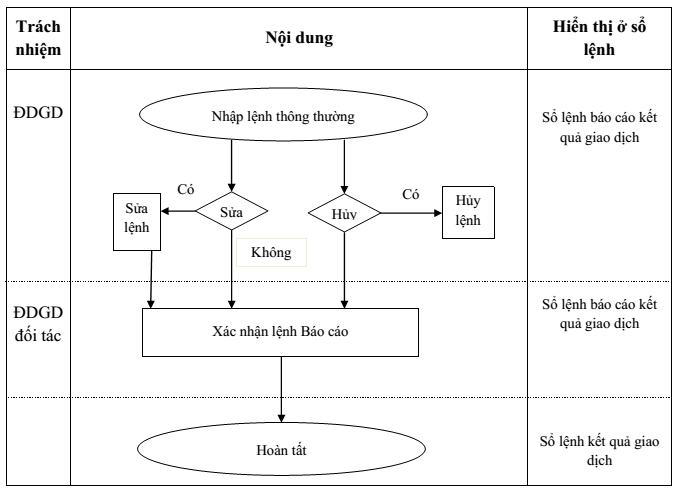 Trách
nhiệm
Nội dung
Hiển thị ở sổ
lệnh
ĐDGD
Nhập lệnh thông thường
Sổ lệnh báo cáo kết
quả giao dịch
Có
Có
Sửa
lệnh
Sửa
Hủy
Hủy
lệnh
Không
ĐDGD
đối tác
Xác nhận lệnh Báo cáo
Sổ lệnh báo cáo kết
quả giao dịch
Hoàn tất
Sổ lệnh kết quả giao
dịch